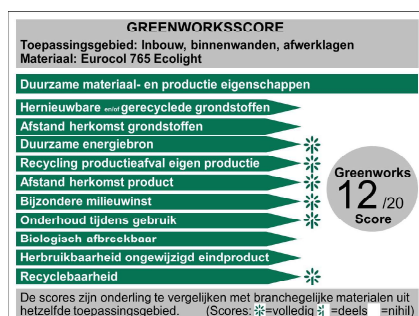 GREENWORKSSCORE
Toepassingsgebied: Inbouw, binnenwanden, afwerklagen
Materiaal: Eurocol 765 Ecolight
Duurzame materiaal- en productie eigenschappen
Hernieuwbare en/of gerecyclede grondstoffen
Afstand herkomst grondstoffen
Duurzame energiebron
Recycling productieafval eigen productie
Afstand herkomst product
Bijzondere milieuwinst
Onderhoud tijdens gebruik
Biologisch afbreekbaar
Herbruikbaarheid ongewijzigd eindproduct
Recyclebaarheid
Greenworks
12 /20
Score
De scores zijn onderling te vergelijken met branchegelijke materialen uit
hetzelfde toepassingsgebied. (Scores: =volledig =deels =nihil)